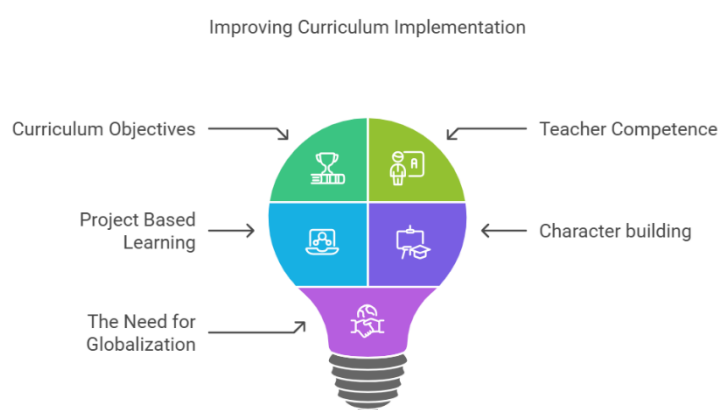 Improving Curriculum Implementation
Curriculum Objectives
Teacher Competence
A
Project Based
Learning
Character building
The Need for
Globalization